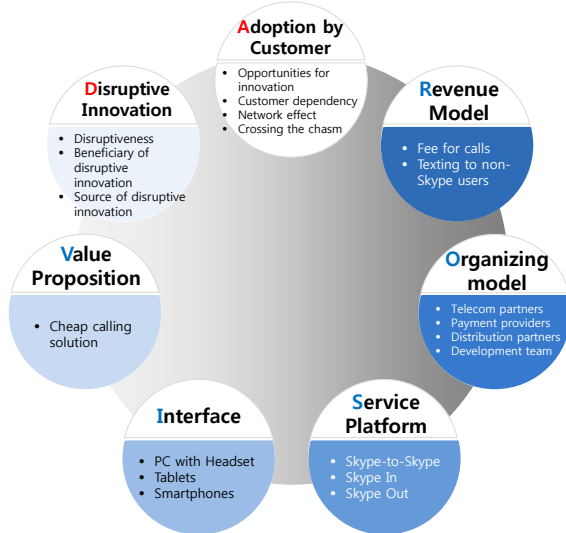 Adoption by
Customer
• Opportunities for
innovation
• Customer dependency
• Network effect
• Crossing the chasm
Revenue
Model
• Fee for calls
• Texting to non-
Skype users
Organizing
model
• Telecom partners
• Payment providers
• Distribution partners
• Development team
Service
Platform
• Skype-to-Skype
• Skype In
• Skype Out
Interface
• PC with Headset
• Tablets
• Smartphones
Value
Proposition
• Cheap calling
solution
Disruptive
Innovation
• Disruptiveness
• Beneficiary of
disruptive
innovation
• Source of disruptive
innovation